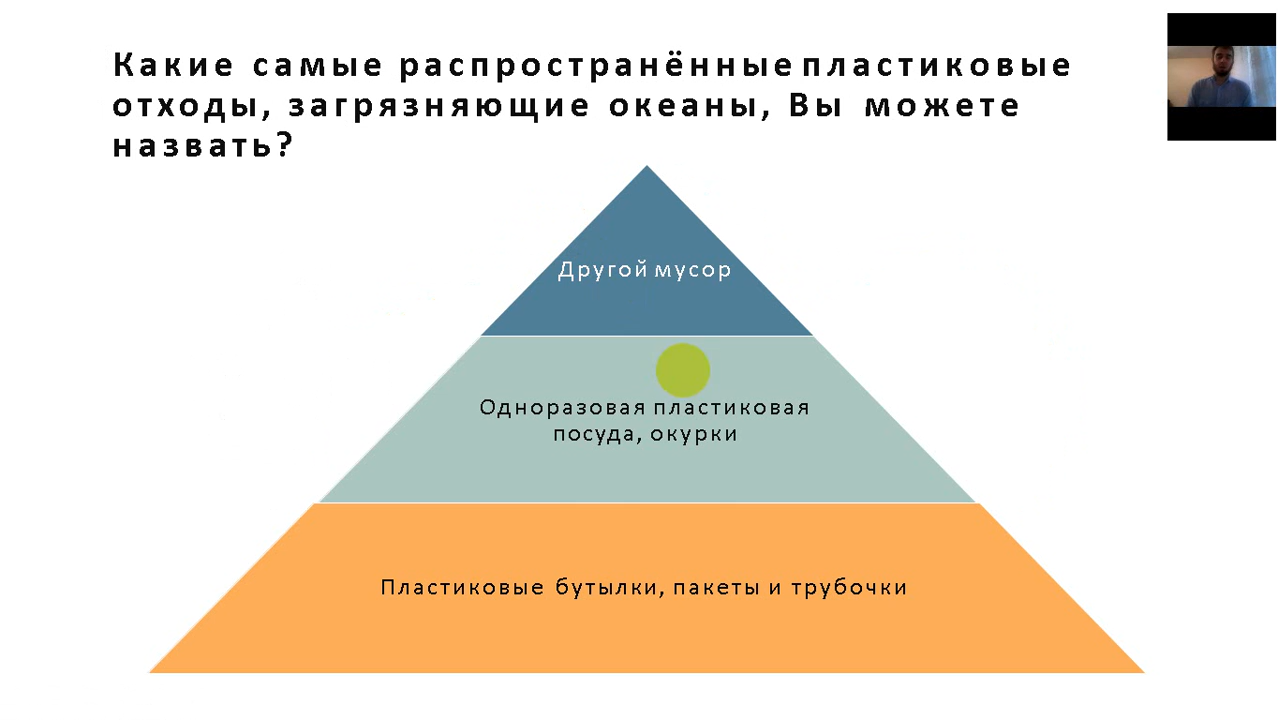 Какие самые распространённые пластиковые
отходы, загрязняющие океаны, Вы можете
назвать?
Другой мусор
Одноразовая пластиковая
посуда, окурки
Пластиковые бутылки, пакеты и трубочки